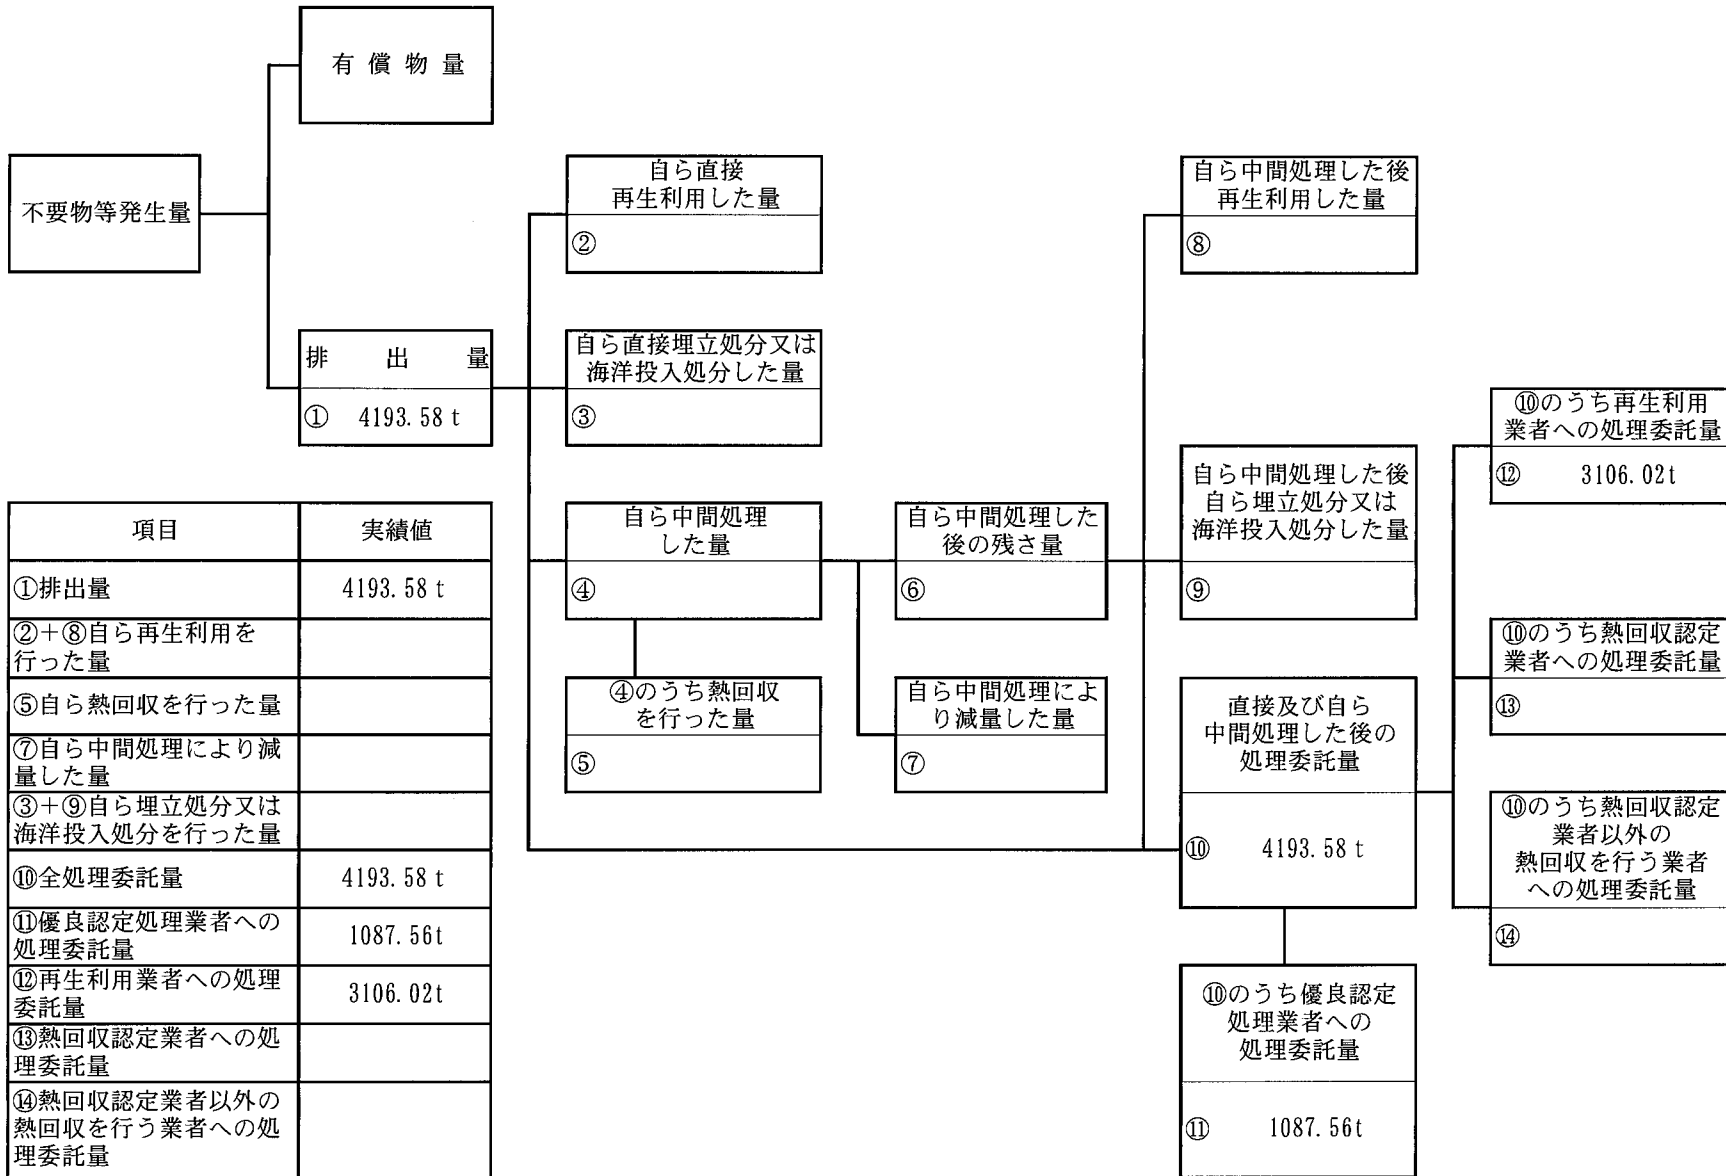 有償物量
不要物等発生量
排出量
① 4193.58 t
自ら直接
再生利用した量
②
自ら直接埋立処分又は
海洋投入処分した量
③
自ら中間処理
した量
④
④のうち熱回収
を行った量
⑤
自ら中間処理した
後の残さ量
⑥
自ら中間処理によ
り減量した量
⑦
自ら中間処理した後
再生利用した量
⑧
自ら中間処理した後
自ら埋立処分又は
海洋投入処分した量
⑨
直接及び自ら
中間処理した後の
処理委託量
⑩ 4193.58 t
⑩のうち優良認定
処理業者への
処理委託量
⑪ 1087.56t
⑩のうち再生利用
業者への処理委託量
⑫ 3106.02t
⑩のうち熱回収認定
業者への処理委託量
⑬
⑩のうち熱回収認定
業者以外の
熱回収を行う業者
への処理委託量
⑭
項目 実績値
①排出量 4193.58 t
②+⑧自ら再生利用を
行った量
⑤自ら熱回収を行った量
⑦自ら中間処理により減
量した量
③+⑨自ら埋立処分又は
海洋投入処分を行った量
⑩全処理委託量 4193.58 t
⑪優良認定処理業者への
処理委託量 1087.56t
⑫再生利用業者への処理
委託量 3106.02t
⑬熱回収認定業者への処
理委託量
⑭熱回収認定業者以外の
熱回収を行う業者への処
理委託量